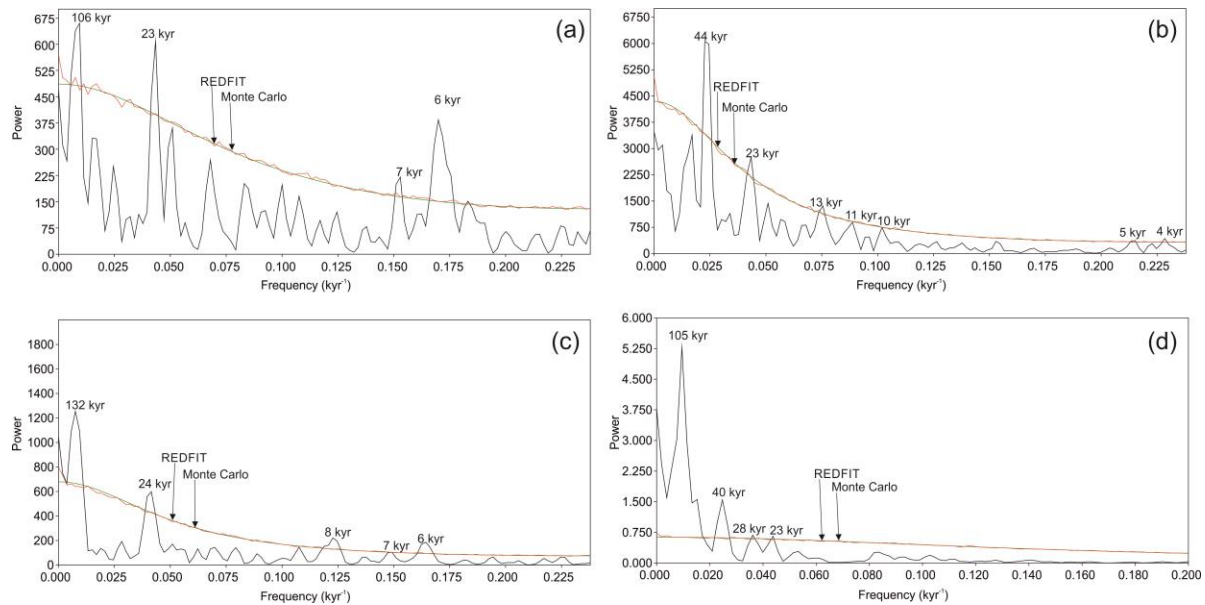 (a)
Power
675
600
525
450
375
300
225
150
75
0
106 kyr
23 kyr
REDFIT
Monte Carlo
6 kyr
7 kyr
0.000 0.025 0.050 0.075 0.100 0.125 0.150 0.175 0.200 0.225
Frequency (kyr⁻¹)
(b)
Power
6750
6000
5250
4500
3750
3000
2250
1500
750
0
44 kyr
REDFIT
Monte Carlo
23 kyr
13 kyr
11 kyr
10 kyr
5 kyr
4 kyr
0.000 0.025 0.050 0.075 0.100 0.125 0.150 0.175 0.200 0.225
Frequency (kyr⁻¹)
(c)
Power
1800
1600
1400
1200
1000
800
600
400
200
0
132 kyr
REDFIT
Monte Carlo
24 kyr
8 kyr
7 kyr
6 kyr
0.000 0.025 0.050 0.075 0.100 0.125 0.150 0.175 0.200 0.225
Frequency (kyr⁻¹)
(d)
Power
6.000
5.250
4.500
3.750
3.000
2.250
1.500
0.750
0.000
105 kyr
REDFIT
Monte Carlo
40 kyr
28 kyr
23 kyr
0.000 0.020 0.040 0.060 0.080 0.100 0.120 0.140 0.160 0.180 0.200
Frequency (kyr⁻¹)